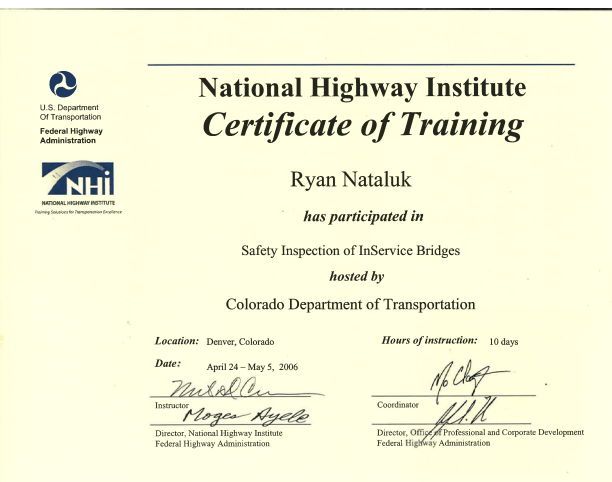 National Highway Institute
Certificate of Training
U.S. Department
Of Transportation
Federal Highway
Administration
NHi
NATIONAL HIGHWAY INSTITUTE
Training Solutions for Transportation Excellence
Ryan Nataluk
has participated in
Safety Inspection of InService Bridges
hosted by
Colorado Department of Transportation
Location: Denver, Colorado
Hours of instruction: 10 days
Date: April 24 – May 5, 2006
Instructor
Coordinator
Moges Ayele
Director, National Highway Institute
Federal Highway Administration
Director, Office of Professional and Corporate Development
Federal Highway Administration